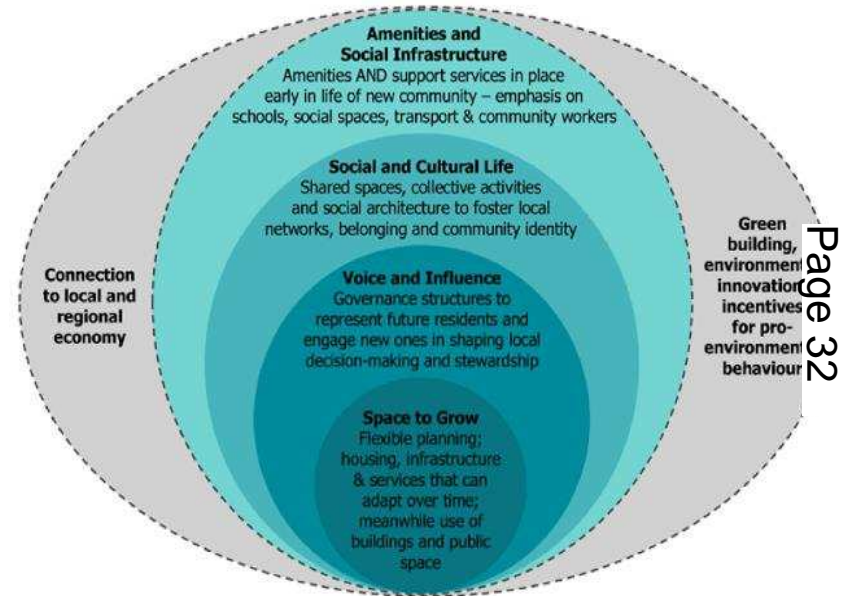 Amenities and
Social Infrastructure
Amenities AND support services in place
early in life of new community – emphasis on
schools, social spaces, transport & community workers
Social and Cultural Life
Shared spaces, collective activities
and social architecture to foster local
networks, belonging and community identity
Voice and Influence
Governance structures to
represent future residents and
engage new ones in shaping local
decision-making and stewardship
Space to Grow
Flexible planning;
housing, infrastructure
& services that can
adapt over time;
meanwhile use of
buildings and public
space
Connection
to local and
regional
economy
Green
building,
environment
innovation
incentives
for pro-
environment
behaviour
Page 32